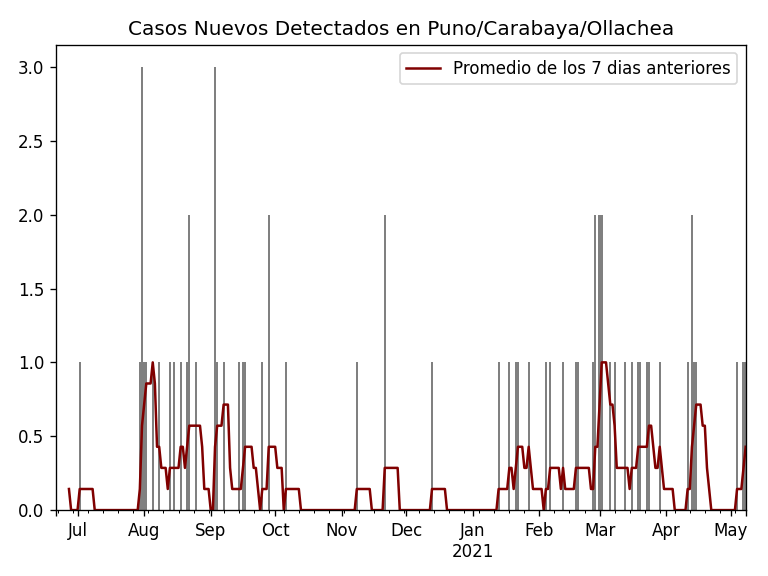 Casos Nuevos Detectados en Puno/Carabaya/Ollachea
Promedio de los 7 dias anteriores
3.0
2.5
2.0
1.5
1.0
0.5
0.0
Jul Aug Sep Oct Nov Dec Jan Feb Mar Apr May
2021